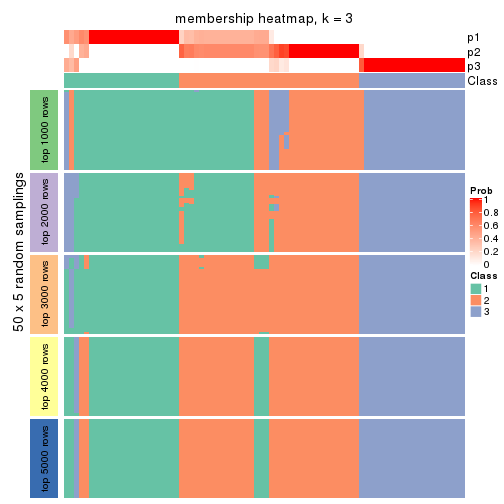 membership heatmap, k = 3
p1
p2
p3
Class
50 x 5 random samplings
top 1000 rows
top 2000 rows
top 3000 rows
top 4000 rows
top 5000 rows
Prob
1
0.8
0.6
0.4
0.2
0
Class
1
2
3